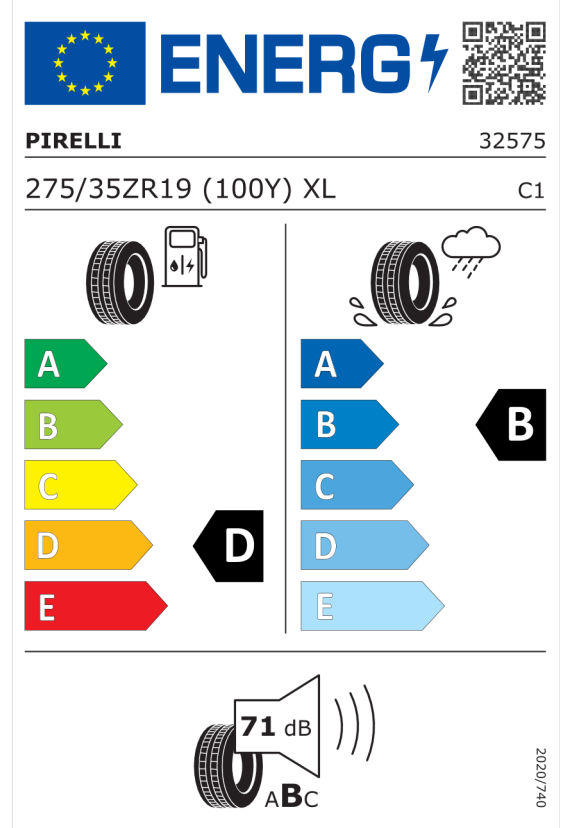 ENERG
PIRELLI 32575
275/35ZR19 (100Y) XL C1
A A
B B B
C C
D D D
E E
71 dB
ABC
2020/740